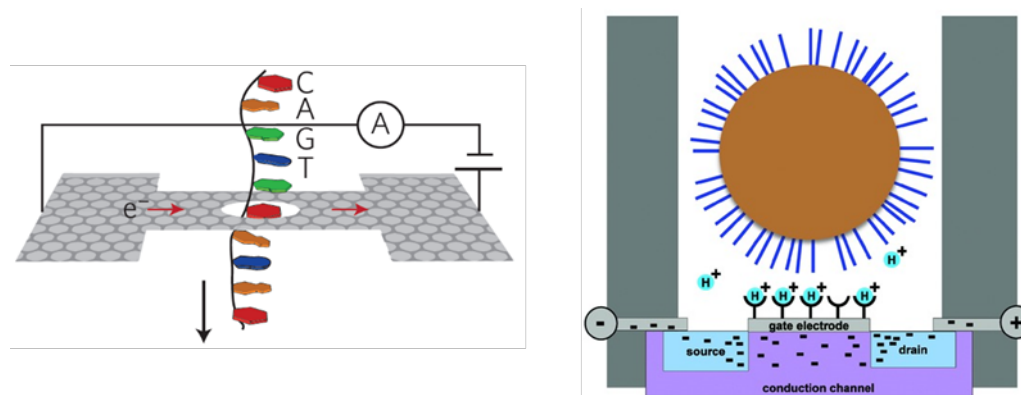 C
A
A
G
T
e−
H+
H+
H+ H+ H+ H+
- gate electrode +
source drain
conduction channel